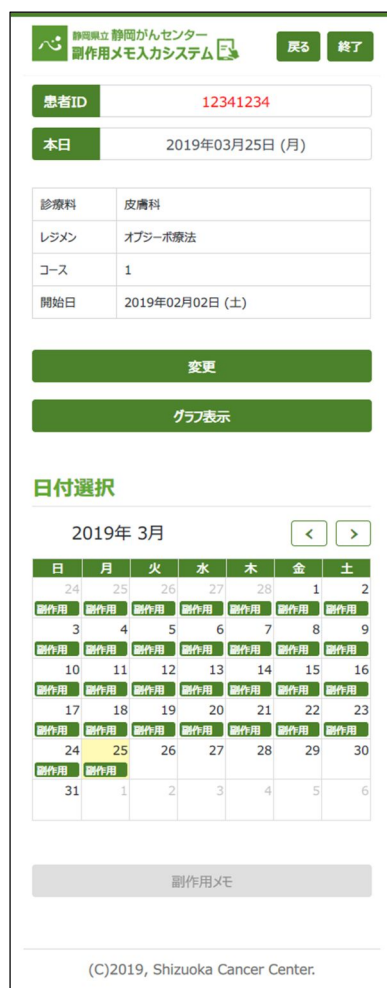 静岡県立 静岡がんセンター
副作用メモ入力システム
戻る 終了
患者ID 12341234
本日 2019年03月25日 (月)
診療料 皮膚科
レジメン オプジーボ療法
コース 1
開始日 2019年02月02日 (土)
変更
グラフ表示
日付選択
2019年 3月 < >
日 月 火 水 木 金 土
24 25 26 27 28 1 2
副作用 副作用 副作用 副作用 副作用 副作用 副作用
3 4 5 6 7 8 9
副作用 副作用 副作用 副作用 副作用 副作用 副作用
10 11 12 13 14 15 16
副作用 副作用 副作用 副作用 副作用 副作用 副作用
17 18 19 20 21 22 23
副作用 副作用 副作用 副作用 副作用 副作用 副作用
24 25 26 27 28 29 30
副作用 副作用
31 1 2 3 4 5 6
副作用メモ
(C)2019, Shizuoka Cancer Center.